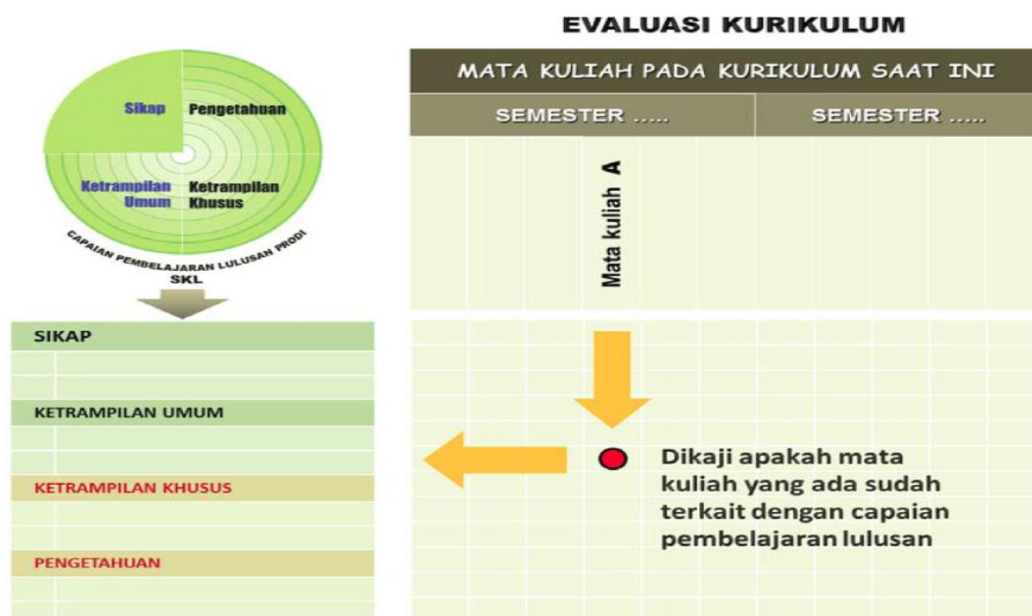 EVALUASI KURIKULUM
Sikap
Pengetahuan
Ketrampilan
Umum
Ketrampilan
Khusus
CAPAIAN PEMBELAJARAN LULUSAN PRODI
SKL
MATA KULIAH PADA KURIKULUM SAAT INI
SEMESTER .....
SEMESTER .....
Mata kuliah A
SIKAP
KETRAMPILAN UMUM
KETRAMPILAN KHUSUS
PENGETAHUAN
Dikaji apakah mata
kuliah yang ada sudah
terkait dengan capaian
pembelajaran lulusan